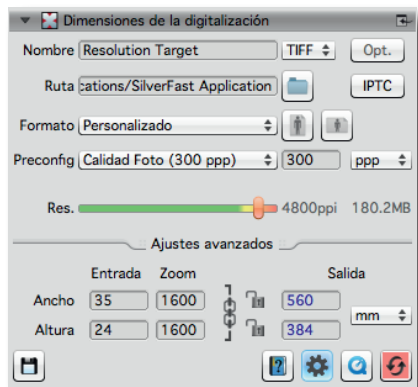 Dimensiones de la digitalización
Nombre Resolution Target TIFF Opt.
Ruta :ations/SilverFast Application IPTC
Formato Personalizado
Preconfig Calidad Foto (300 ppp) 300 ppp
Res. 4800ppi 180.2MB
Ajustes avanzados
Entrada Zoom Salida
Ancho 35 1600 560
mm
Altura 24 1600 384